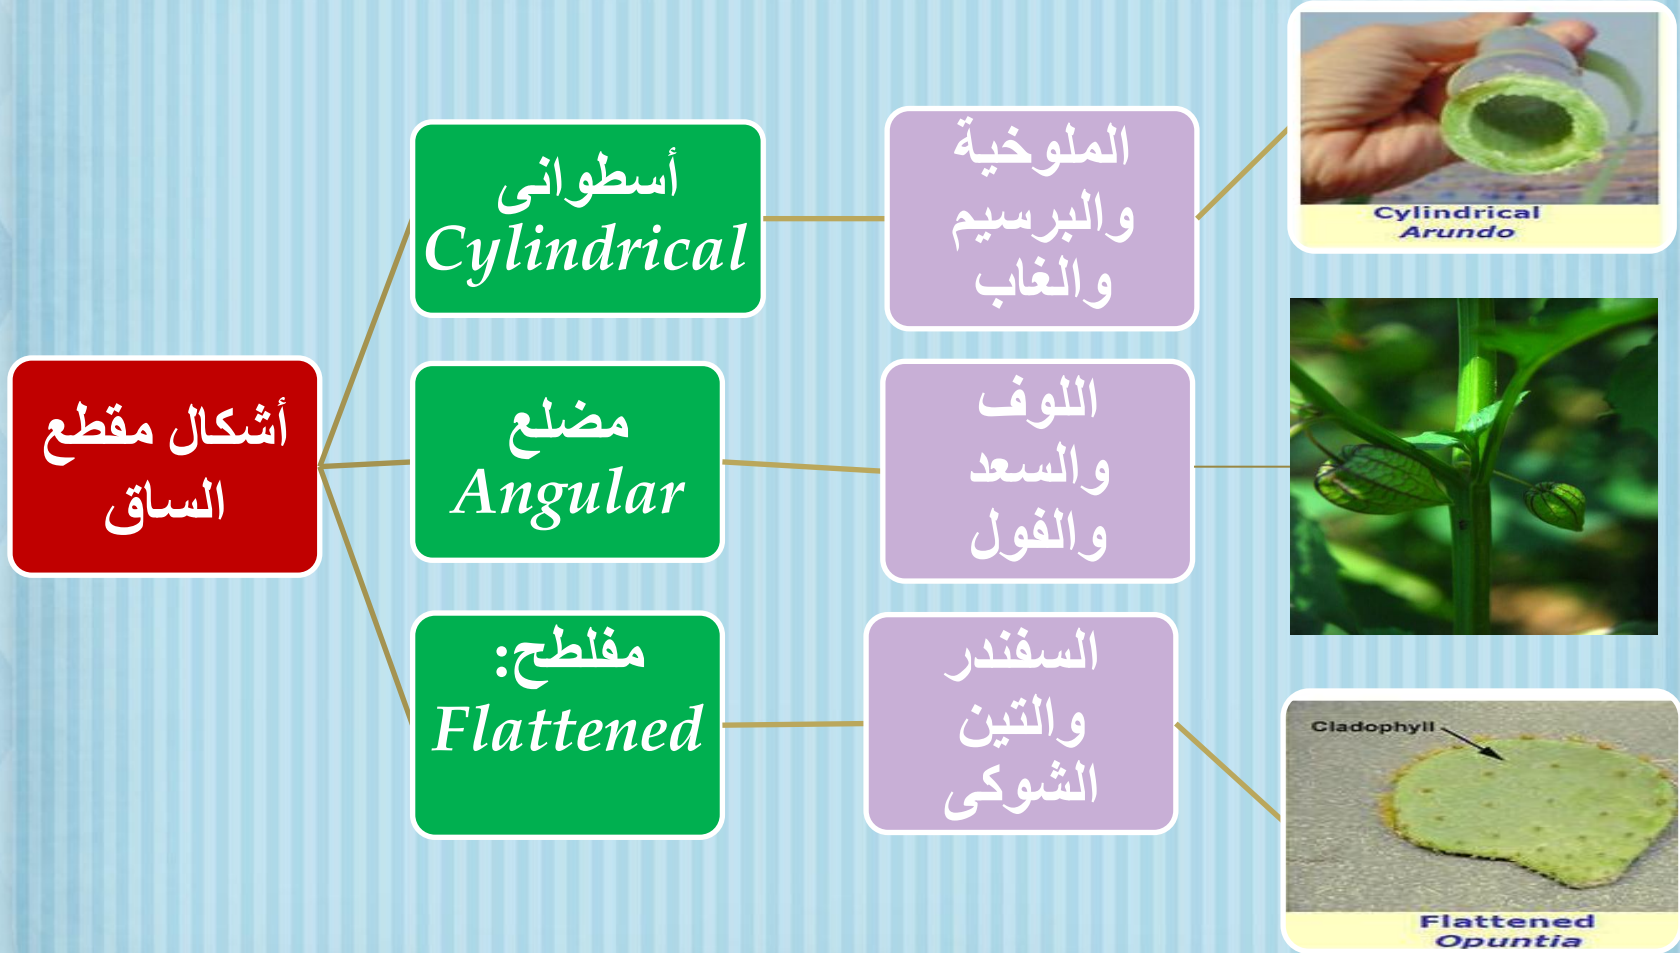 أشكال مقطع
الساق
أسطوانى
Cylindrical
الملوخية
والبرسيم
والغاب
Cylindrical
Arundo
مضلع
Angular
اللوف
والسعد
والفول
مفلطح:
Flattened
السفندر
والتين
الشوكى
Cladophyll
Flattened
Opuntia